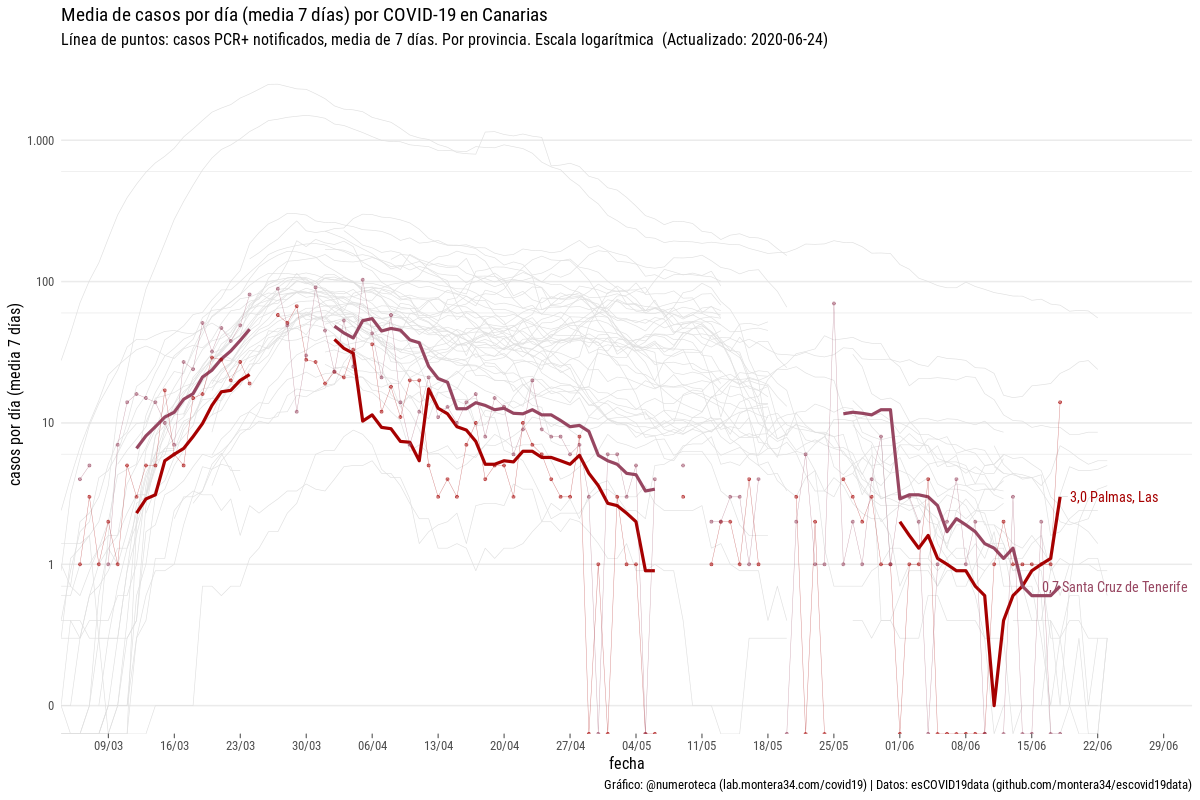 Media de casos por día (media 7 días) por COVID-19 en Canarias
Línea de puntos: casos PCR+ notificados, media de 7 días. Por provincia. Escala logarítmica  (Actualizado: 2020-06-24)
casos por día (media 7 días)
1.000
100
10
1
0
3,0 Palmas, Las
0,7 Santa Cruz de Tenerife
09/03 16/03 23/03 30/03 06/04 13/04 20/04 27/04 04/05 11/05 18/05 25/05 01/06 08/06 15/06 22/06 29/06
fecha
Gráfico: @numeroteca (lab.montera34.com/covid19) | Datos: esCOVID19data (github.com/montera34/escovid19data)